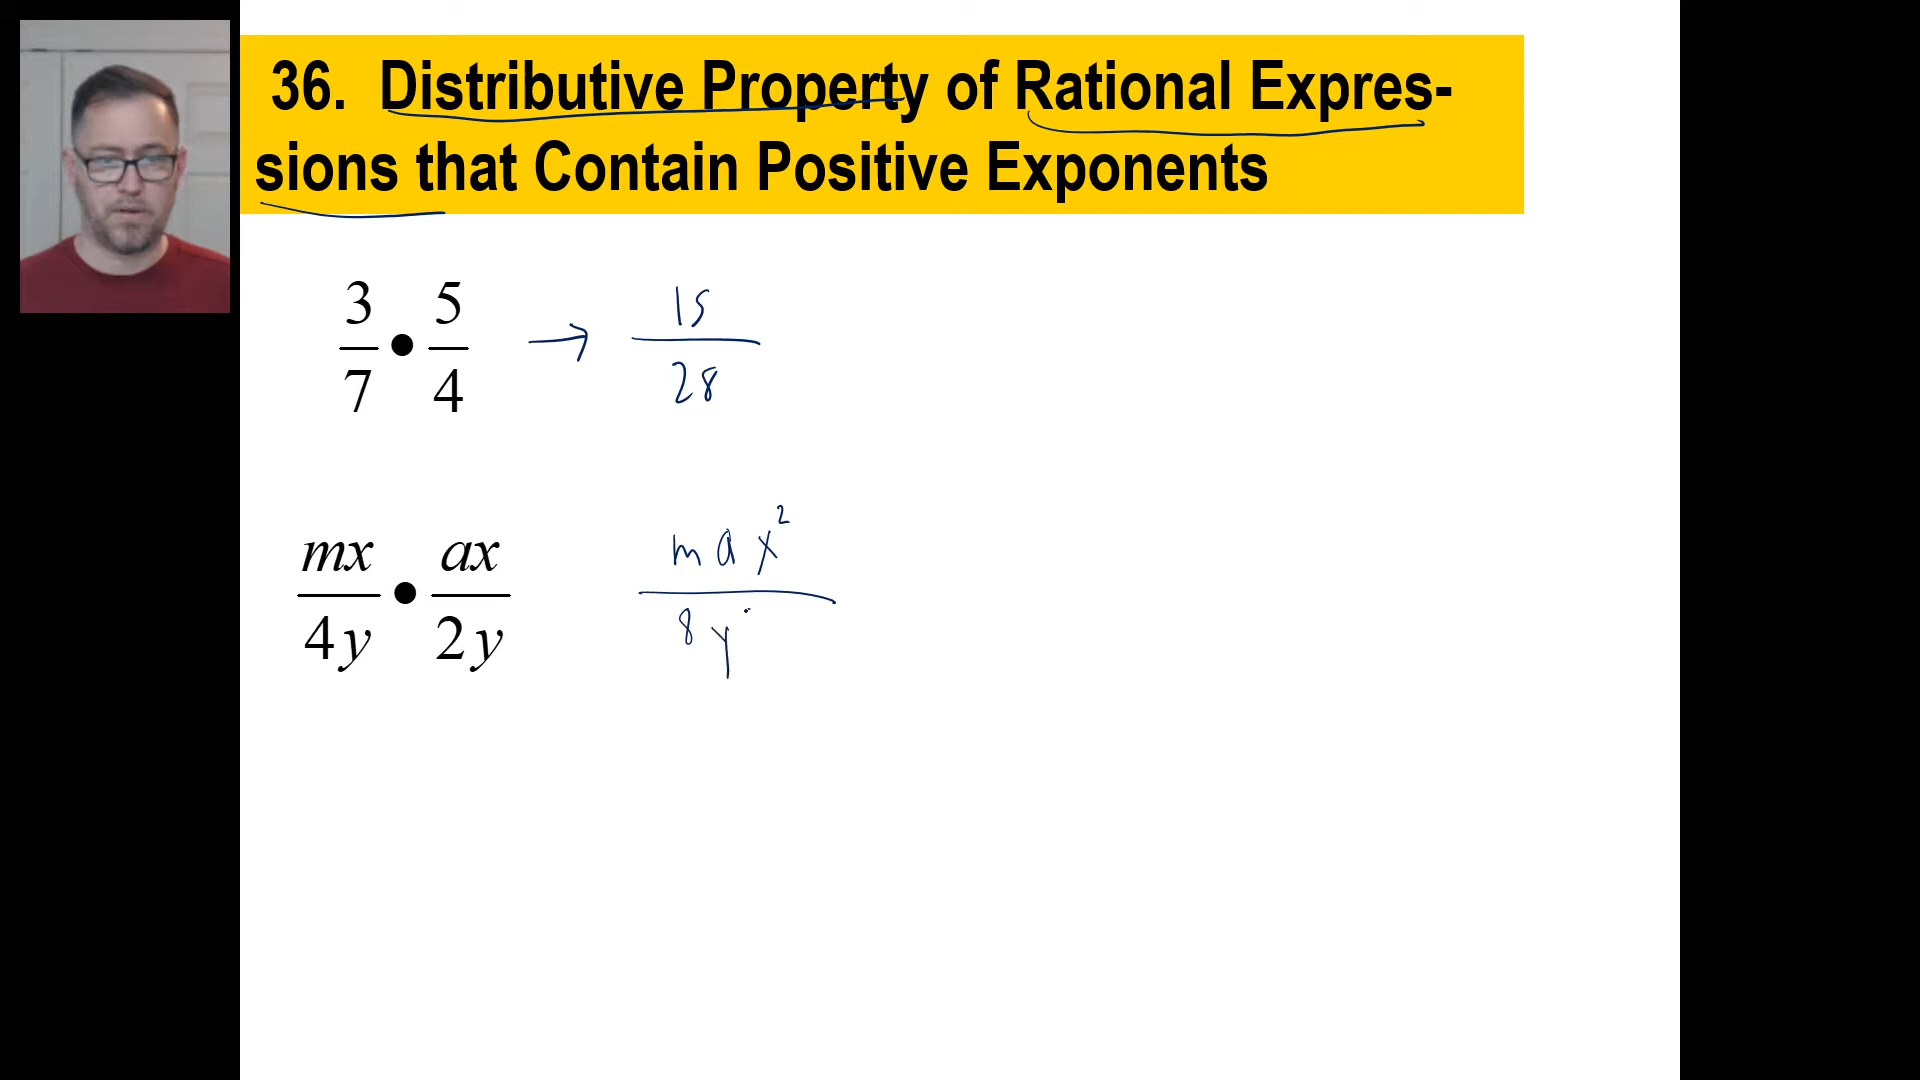 36. Distributive Property of Rational Expres-
sions that Contain Positive Exponents
3/7 • 5/4 → 15/28
mx/4y • ax/2y max²/8y